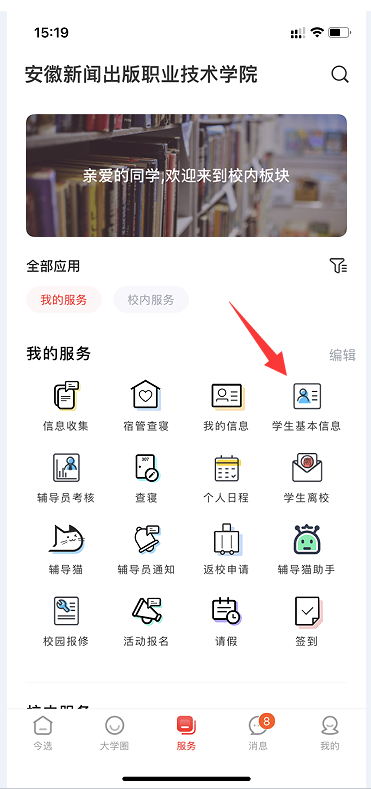 15:19
安徽新闻出版职业技术学院
亲爱的同学,欢迎来到校内板块
全部应用
我的服务 校内服务
我的服务 编辑
信息收集 宿管查寝 我的信息 学生基本信息
307
辅导员考核 查寝 个人日程 学生离校
辅导猫 辅导员通知 返校申请 辅导猫助手
校园报修 活动报名 请假 签到
校内服务
8
今选 大学圈 服务 消息 我的